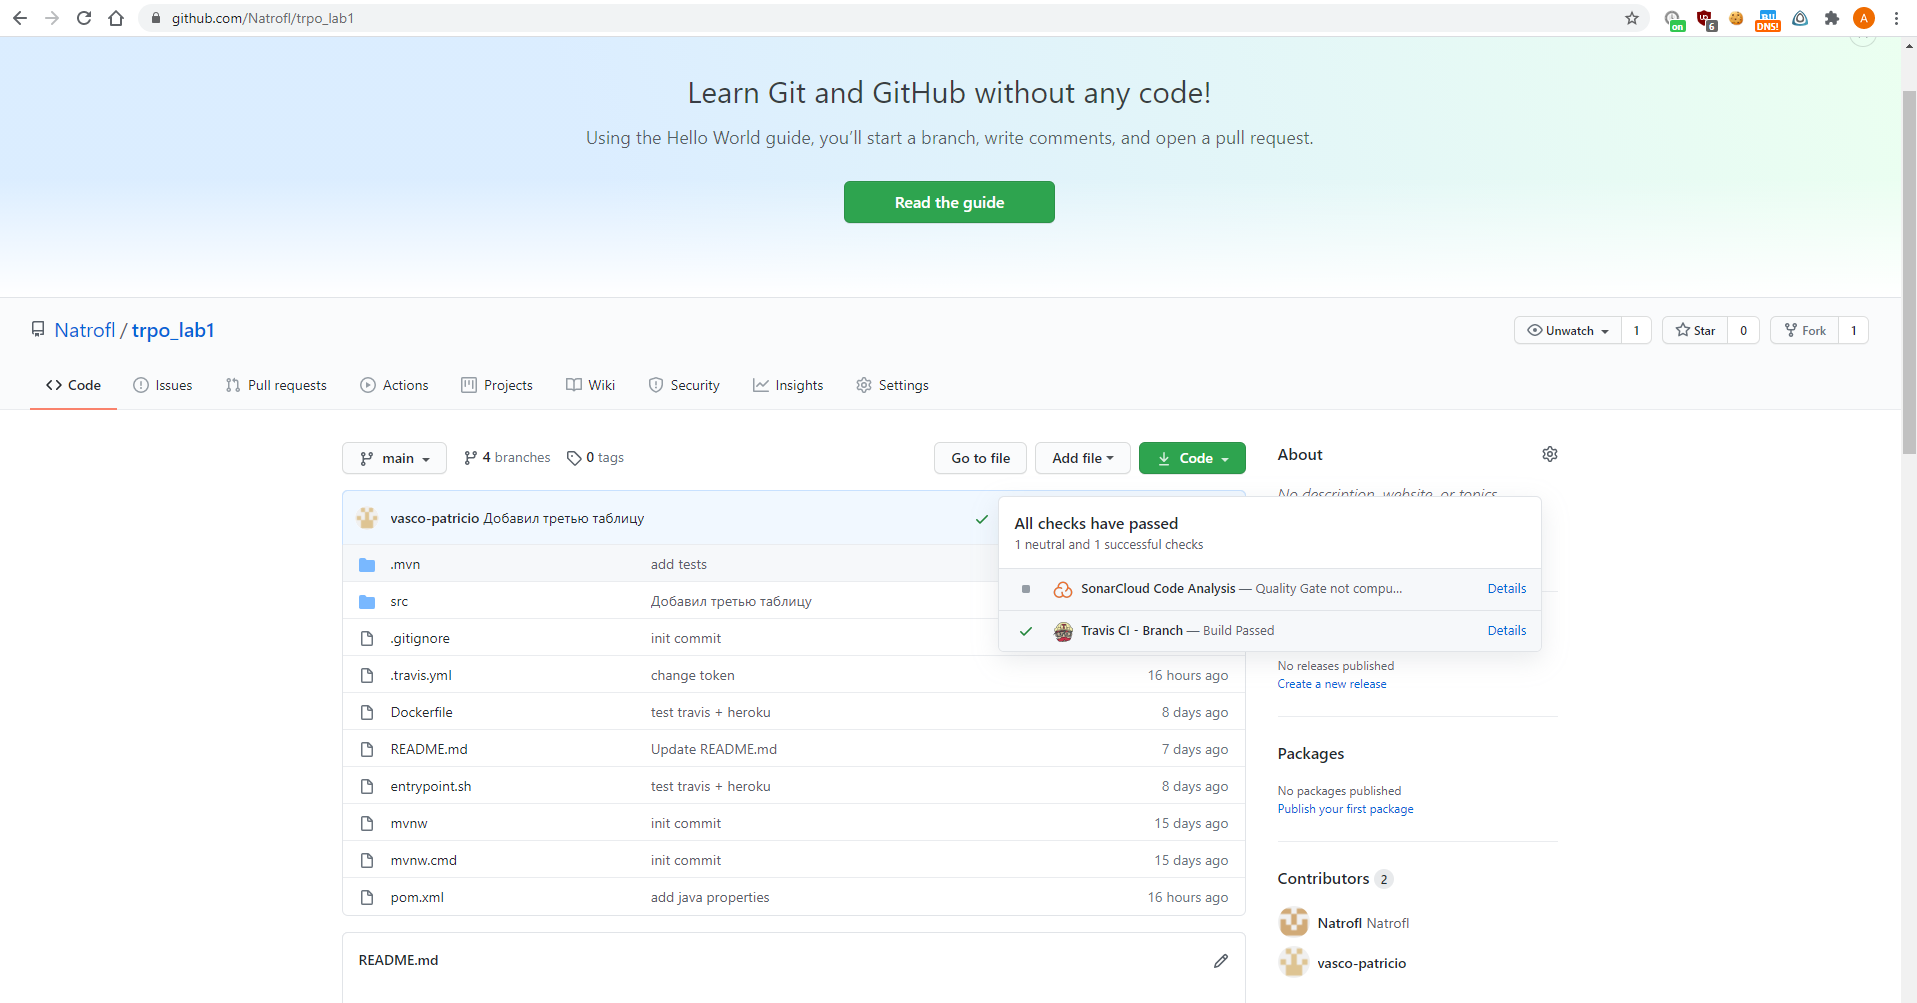 github.com/Natrofl/trpo_lab1
on
6
DNS!
A
Learn Git and GitHub without any code!
Using the Hello World guide, you’ll start a branch, write comments, and open a pull request.
Read the guide
Natrofl / trpo_lab1
Unwatch 1
Star 0
Fork 1
Code Issues Pull requests Actions Projects Wiki Security Insights Settings
main 4 branches 0 tags
Go to file Add file Code
vasco-patricio Добавил третью таблицу
.mvn add tests
src Добавил третью таблицу
.gitignore init commit
.travis.yml change token 16 hours ago
Dockerfile test travis + heroku 8 days ago
README.md Update README.md 7 days ago
entrypoint.sh test travis + heroku 8 days ago
mvnw init commit 15 days ago
mvnw.cmd init commit 15 days ago
pom.xml add java properties 16 hours ago
README.md
All checks have passed
1 neutral and 1 successful checks
SonarCloud Code Analysis — Quality Gate not compu... Details
Travis CI - Branch — Build Passed Details
About
No description, website, or topics
No releases published
Create a new release
Packages
No packages published
Publish your first package
Contributors 2
Natrofl Natrofl
vasco-patricio